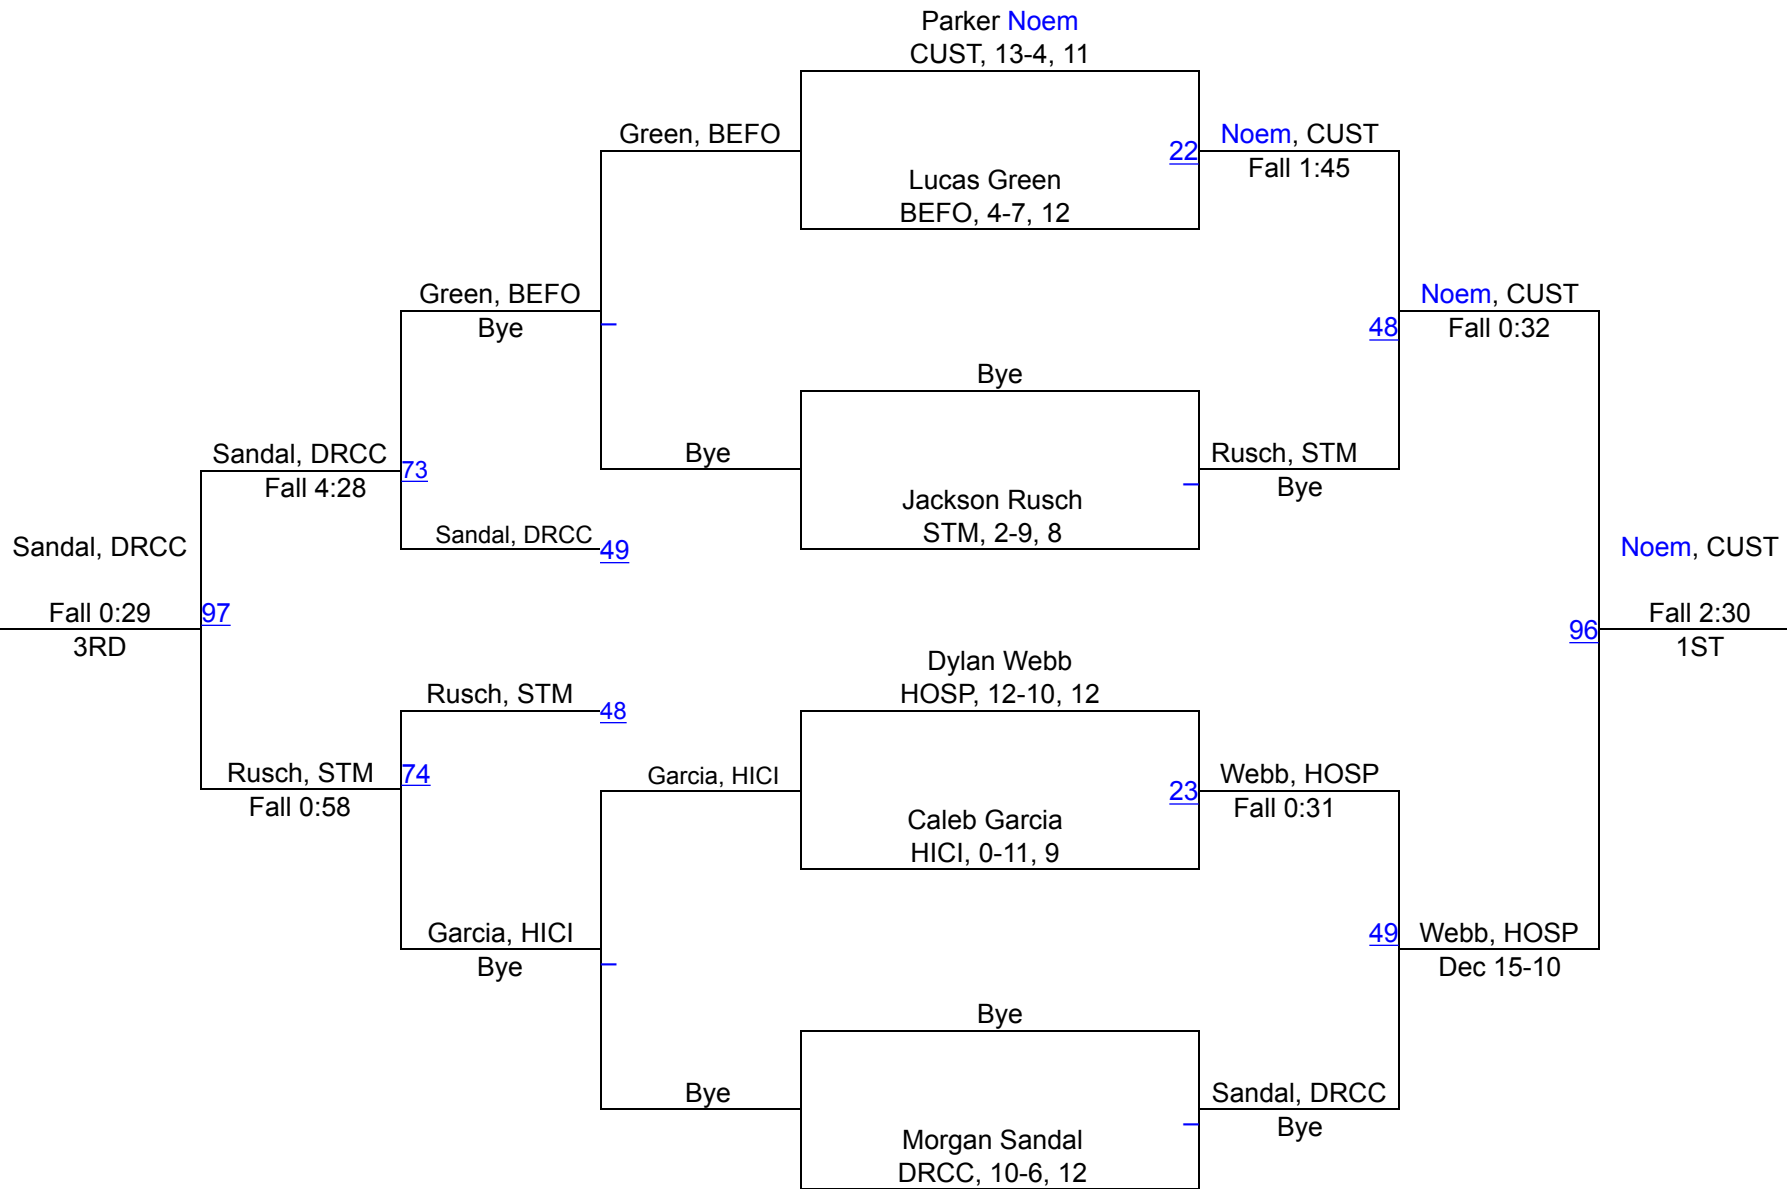 Parker Noem
CUST, 13-4, 11
Green, BEFO
22
Noem, CUST
Fall 1:45
Lucas Green
BEFO, 4-7, 12
Green, BEFO
Bye
48
Noem, CUST
Fall 0:32
Bye
Sandal, DRCC
Fall 4:28
73
Bye
Rusch, STM
Bye
Jackson Rusch
STM, 2-9, 8
Sandal, DRCC
49
Sandal, DRCC
Fall 0:29
3RD
97
Noem, CUST
96
Fall 2:30
1ST
Dylan Webb
HOSP, 12-10, 12
Rusch, STM
48
Rusch, STM
Fall 0:58
74
Garcia, HICI
23
Webb, HOSP
Fall 0:31
Caleb Garcia
HICI, 0-11, 9
Garcia, HICI
Bye
49
Webb, HOSP
Dec 15-10
Bye
Bye
Sandal, DRCC
Bye
Morgan Sandal
DRCC, 10-6, 12